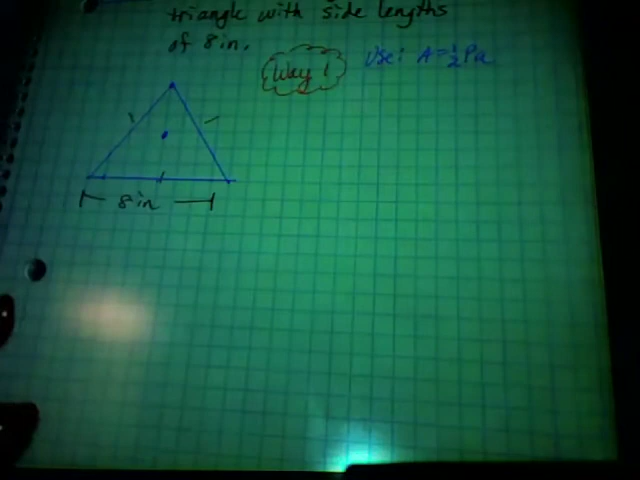 triangle with side lengths
of 8 in.
Way 1
Use: A = 1/2 Pa
8 in